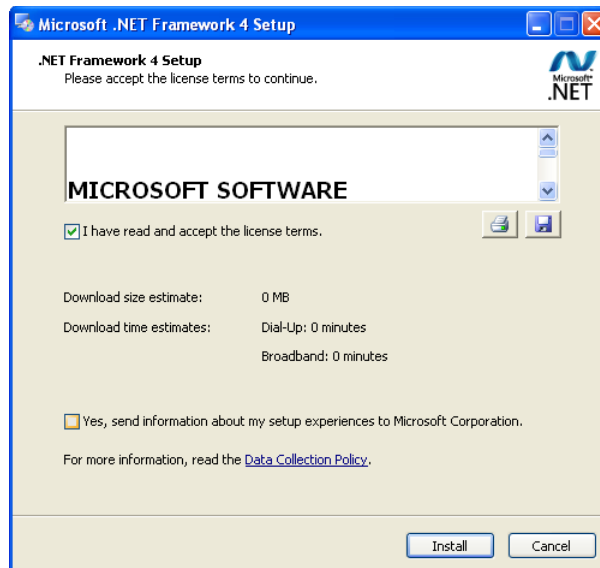 Microsoft .NET Framework 4 Setup
.NET Framework 4 Setup
Please accept the license terms to continue.
Microsoft®
.NET
MICROSOFT SOFTWARE
I have read and accept the license terms.
Download size estimate: 0 MB
Download time estimates: Dial-Up: 0 minutes
Broadband: 0 minutes
Yes, send information about my setup experiences to Microsoft Corporation.
For more information, read the Data Collection Policy.
Install Cancel